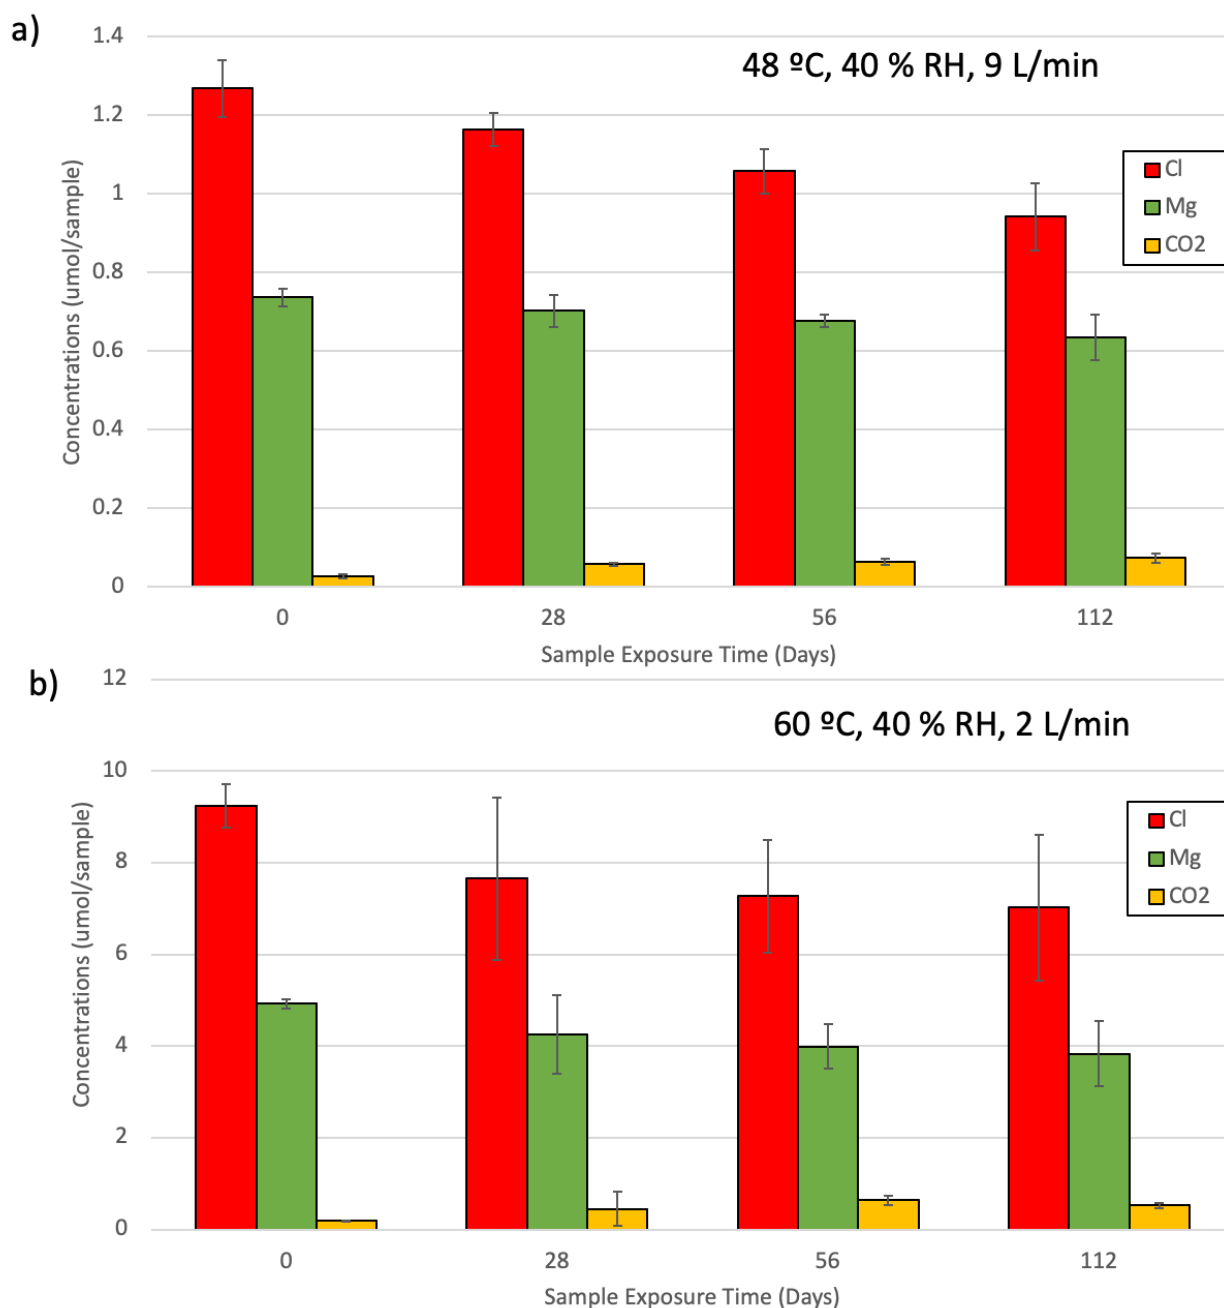 a)
48 ºC, 40 % RH, 9 L/min
Concentrations (umol/sample)
1.4
1.2
1
0.8
0.6
0.4
0.2
0
Cl
Mg
CO2
0 28 56 112
Sample Exposure Time (Days)
b)
60 ºC, 40 % RH, 2 L/min
Concentrations (umol/sample)
12
10
8
6
4
2
0
Cl
Mg
CO2
0 28 56 112
Sample Exposure Time (Days)